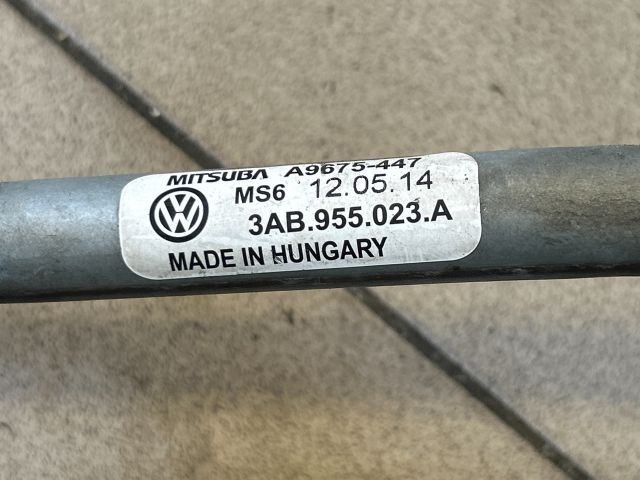 MITSUBA A9675-447
MS6 12.05.14
3AB.955.023.A
MADE IN HUNGARY